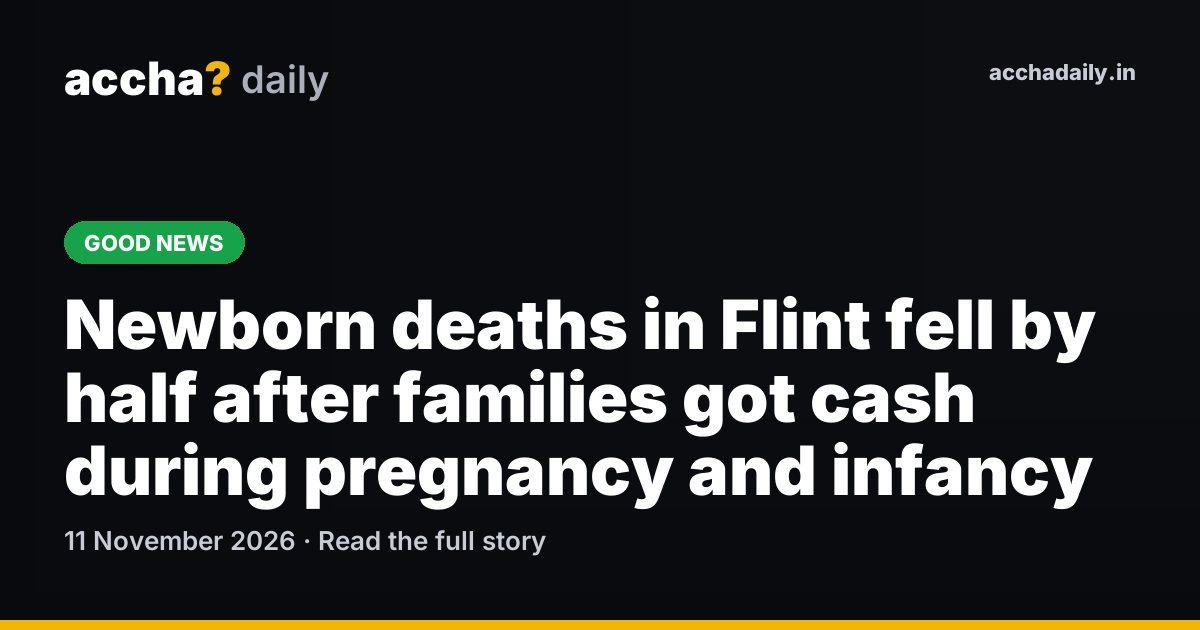 accha? daily
acchadaily.in
GOOD NEWS
Newborn deaths in Flint fell by
half after families got cash
during pregnancy and infancy
11 November 2026 · Read the full story